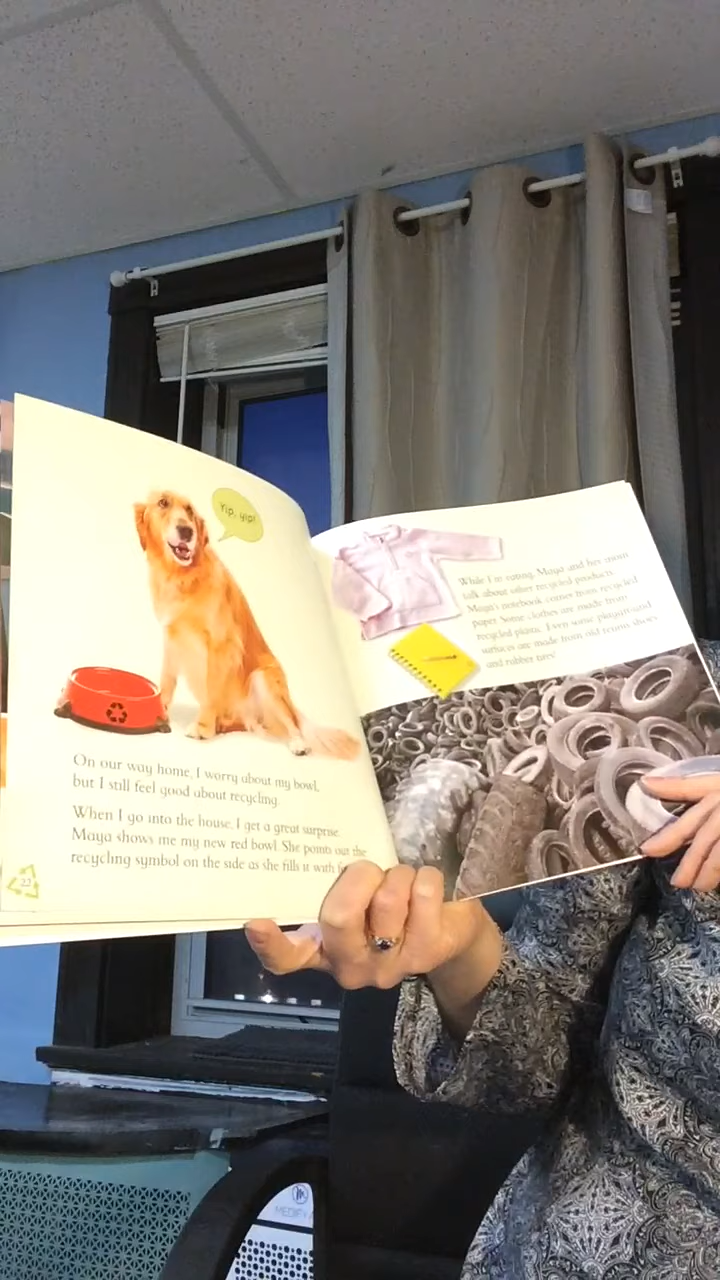 Yip, yip!
On our way home, I worry about my bowl,
but I still feel good about recycling.
When I go into the house, I get a great surprise.
Maya shows me my new red bowl. She points out the
recycling symbol on the side as she fills it with
22
While I'm eating, Maya and her mom
talk about other recycled products.
Maya's notebook comes from recycled
paper. Some clothes are made from
recycled plastic. Even some playground
surfaces are made from old tennis shoes
and rubber tires!
MEDIFY